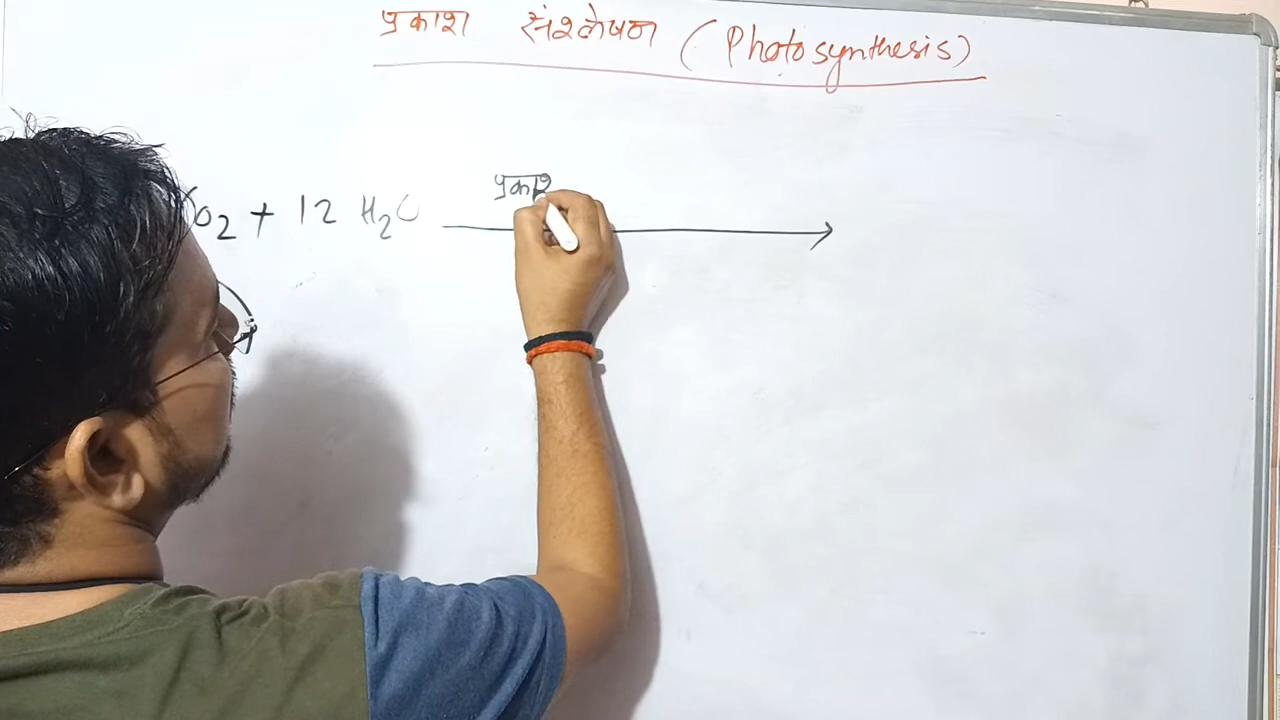 प्रकाश संश्लेषण (Photosynthesis)
प्रका
O₂ + 12 H₂O